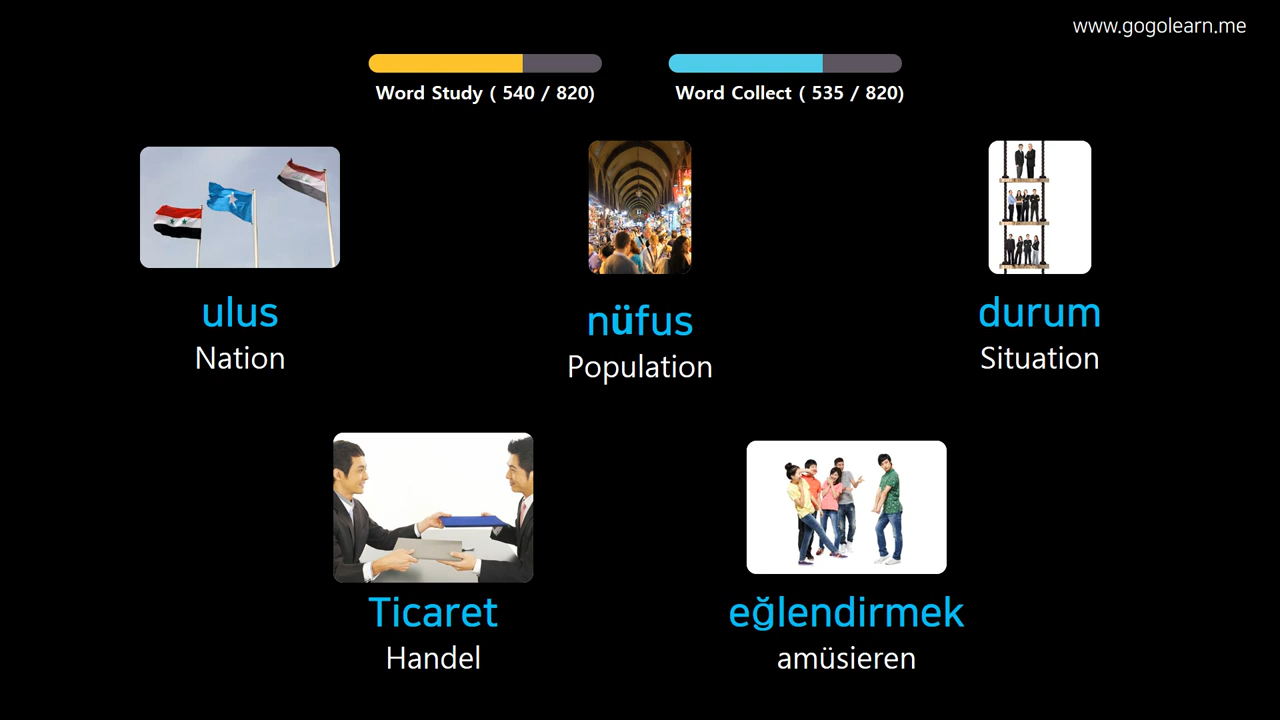 www.gogolearn.me
Word Study ( 540 / 820)
Word Collect ( 535 / 820)
ulus
Nation
nüfus
Population
durum
Situation
Ticaret
Handel
eğlendirmek
amüsieren